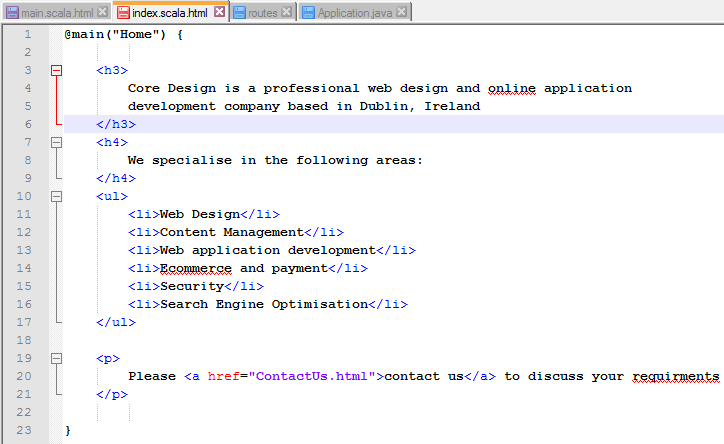 main.scala.html index.scala.html routes Application.java
1 @main("Home") {
2
3 <h3>
4 Core Design is a professional web design and online application
5 development company based in Dublin, Ireland
6 </h3>
7 <h4>
8 We specialise in the following areas:
9 </h4>
10 <ul>
11 <li>Web Design</li>
12 <li>Content Management</li>
13 <li>Web application development</li>
14 <li>Ecommerce and payment</li>
15 <li>Security</li>
16 <li>Search Engine Optimisation</li>
17 </ul>
18
19 <p>
20 Please <a href="ContactUs.html">contact us</a> to discuss your requirments
21 </p>
22
23 }